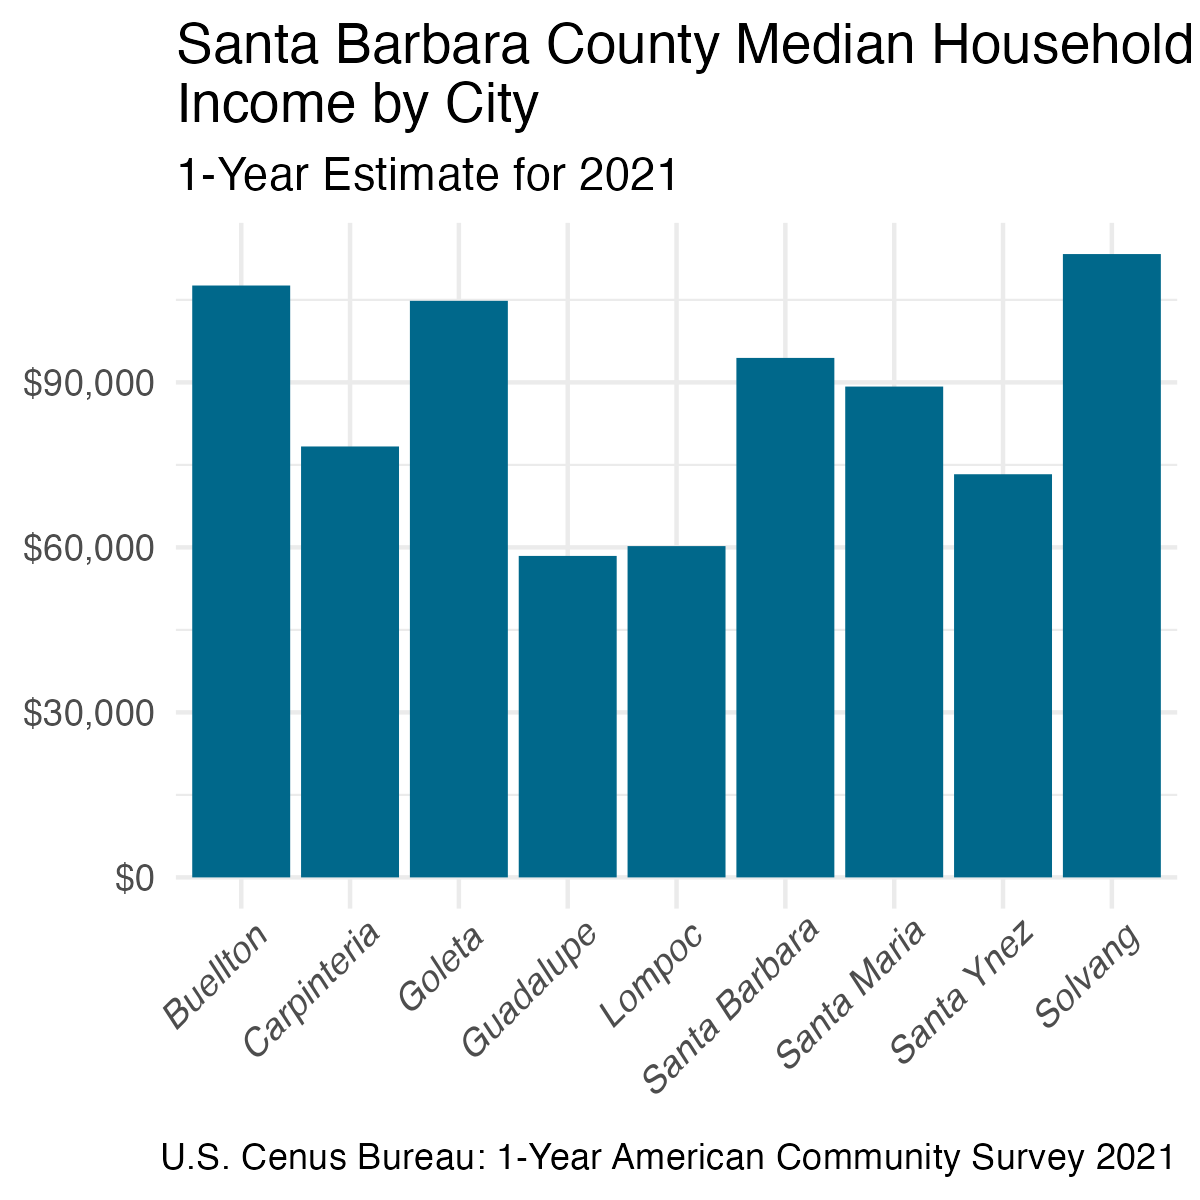 Santa Barbara County Median Household
Income by City
1-Year Estimate for 2021
$90,000
$60,000
$30,000
$0
Buellton
Carpinteria
Goleta
Guadalupe
Lompoc
Santa Barbara
Santa Maria
Santa Ynez
Solvang
U.S. Cenus Bureau: 1-Year American Community Survey 2021